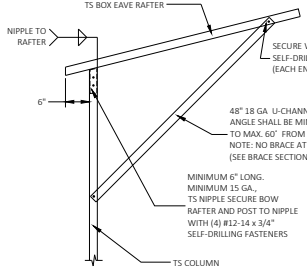 TS BOX EAVE RAFTER
NIPPLE TO
RAFTER
SECURE
SELF-DRI
(EACH EN
6"
48" 18 GA U-CHANN
ANGLE SHALL BE MIN
TO MAX. 60° FROM
NOTE: NO BRACE AT
(SEE BRACE SECTION
MINIMUM 6" LONG.
MINIMUM 15 GA.,
TS NIPPLE SECURE BOW
RAFTER AND POST TO NIPPLE
WITH (4) #12-14 x 3/4"
SELF-DRILLING FASTENERS
TS COLUMN